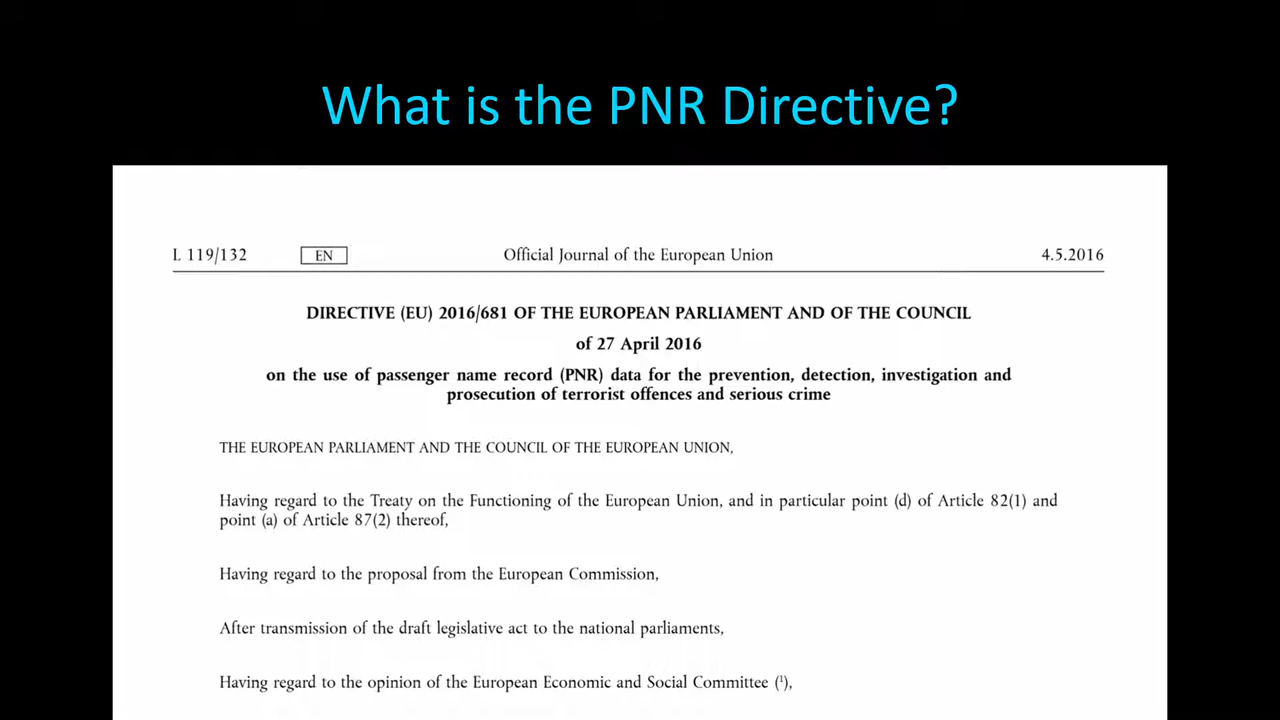 What is the PNR Directive?
L 119/132 EN Official Journal of the European Union 4.5.2016
DIRECTIVE (EU) 2016/681 OF THE EUROPEAN PARLIAMENT AND OF THE COUNCIL
of 27 April 2016
on the use of passenger name record (PNR) data for the prevention, detection, investigation and
prosecution of terrorist offences and serious crime
THE EUROPEAN PARLIAMENT AND THE COUNCIL OF THE EUROPEAN UNION,
Having regard to the Treaty on the Functioning of the European Union, and in particular point (d) of Article 82(1) and
point (a) of Article 87(2) thereof,
Having regard to the proposal from the European Commission,
After transmission of the draft legislative act to the national parliaments,
Having regard to the opinion of the European Economic and Social Committee (¹),